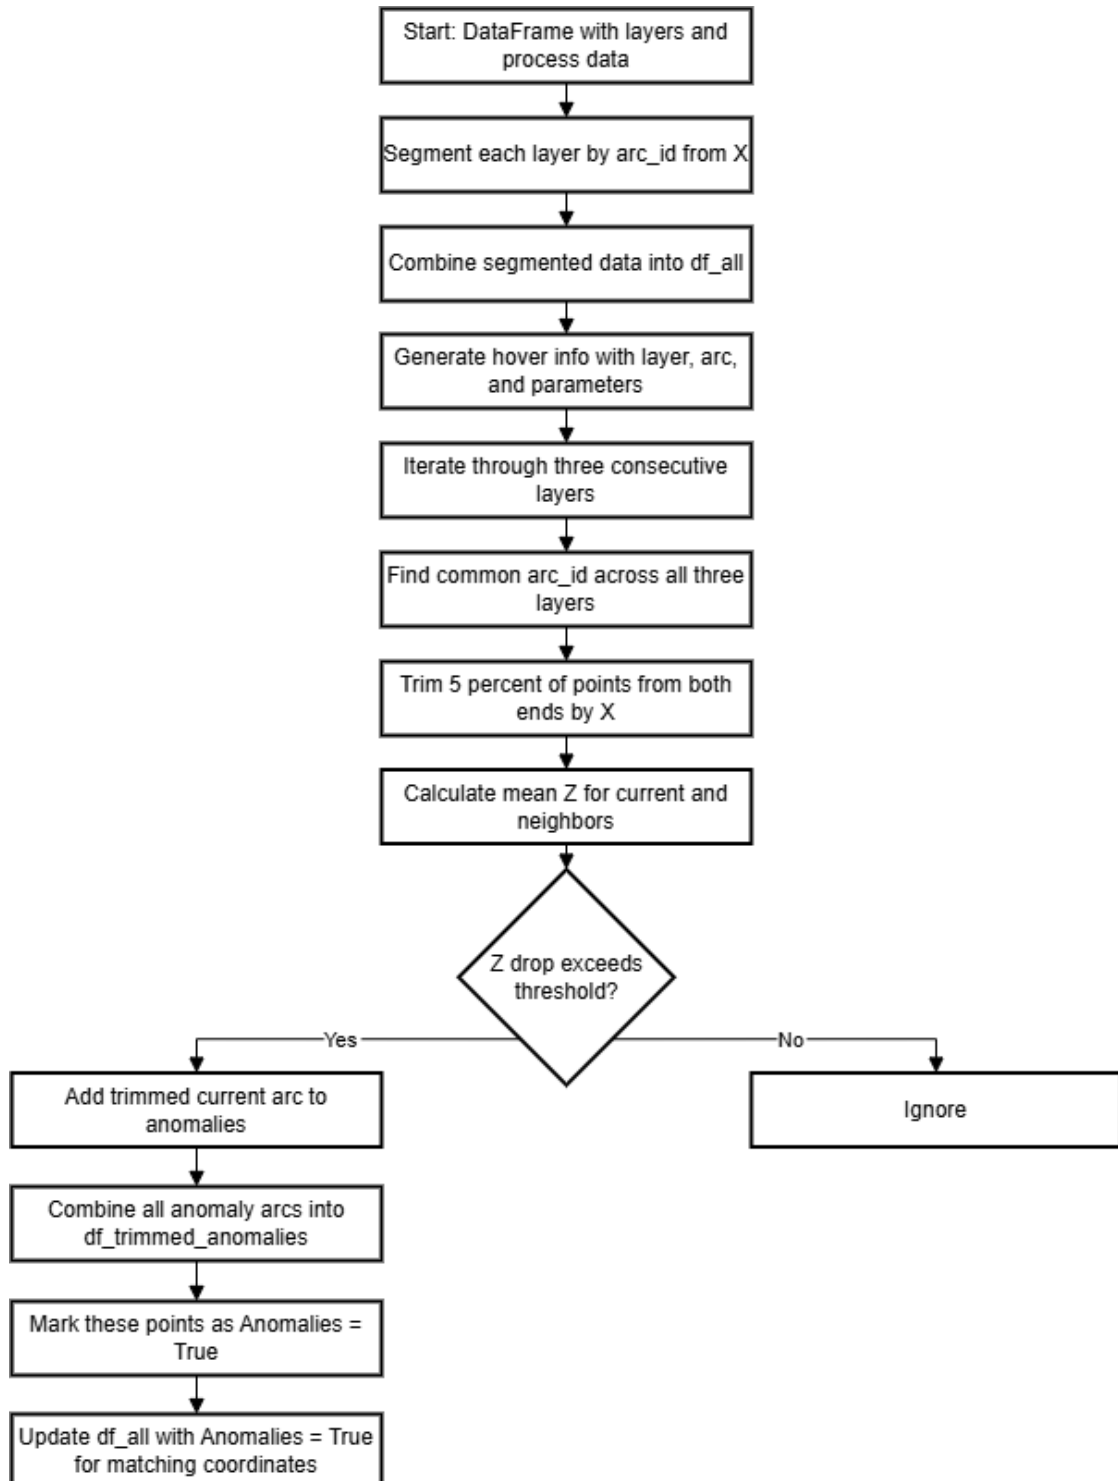 Start: DataFrame with layers and
process data
Segment each layer by arc_id from X
Combine segmented data into df_all
Generate hover info with layer, arc,
and parameters
Iterate through three consecutive
layers
Find common arc_id across all three
layers
Trim 5 percent of points from both
ends by X
Calculate mean Z for current and
neighbors
Z drop exceeds
threshold?
Yes
No
Add trimmed current arc to
anomalies
Ignore
Combine all anomaly arcs into
df_trimmed_anomalies
Mark these points as Anomalies =
True
Update df_all with Anomalies = True
for matching coordinates